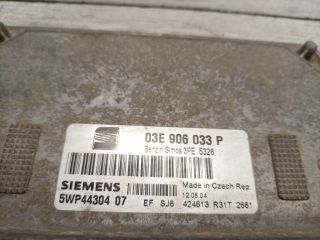 03E 906 033 P
Benzin Simos 3PE 5328
SIEMENS
Made in Czech Rep.
12.06.04
5WP44304 07
EF SJ6 424613 R31T 2661